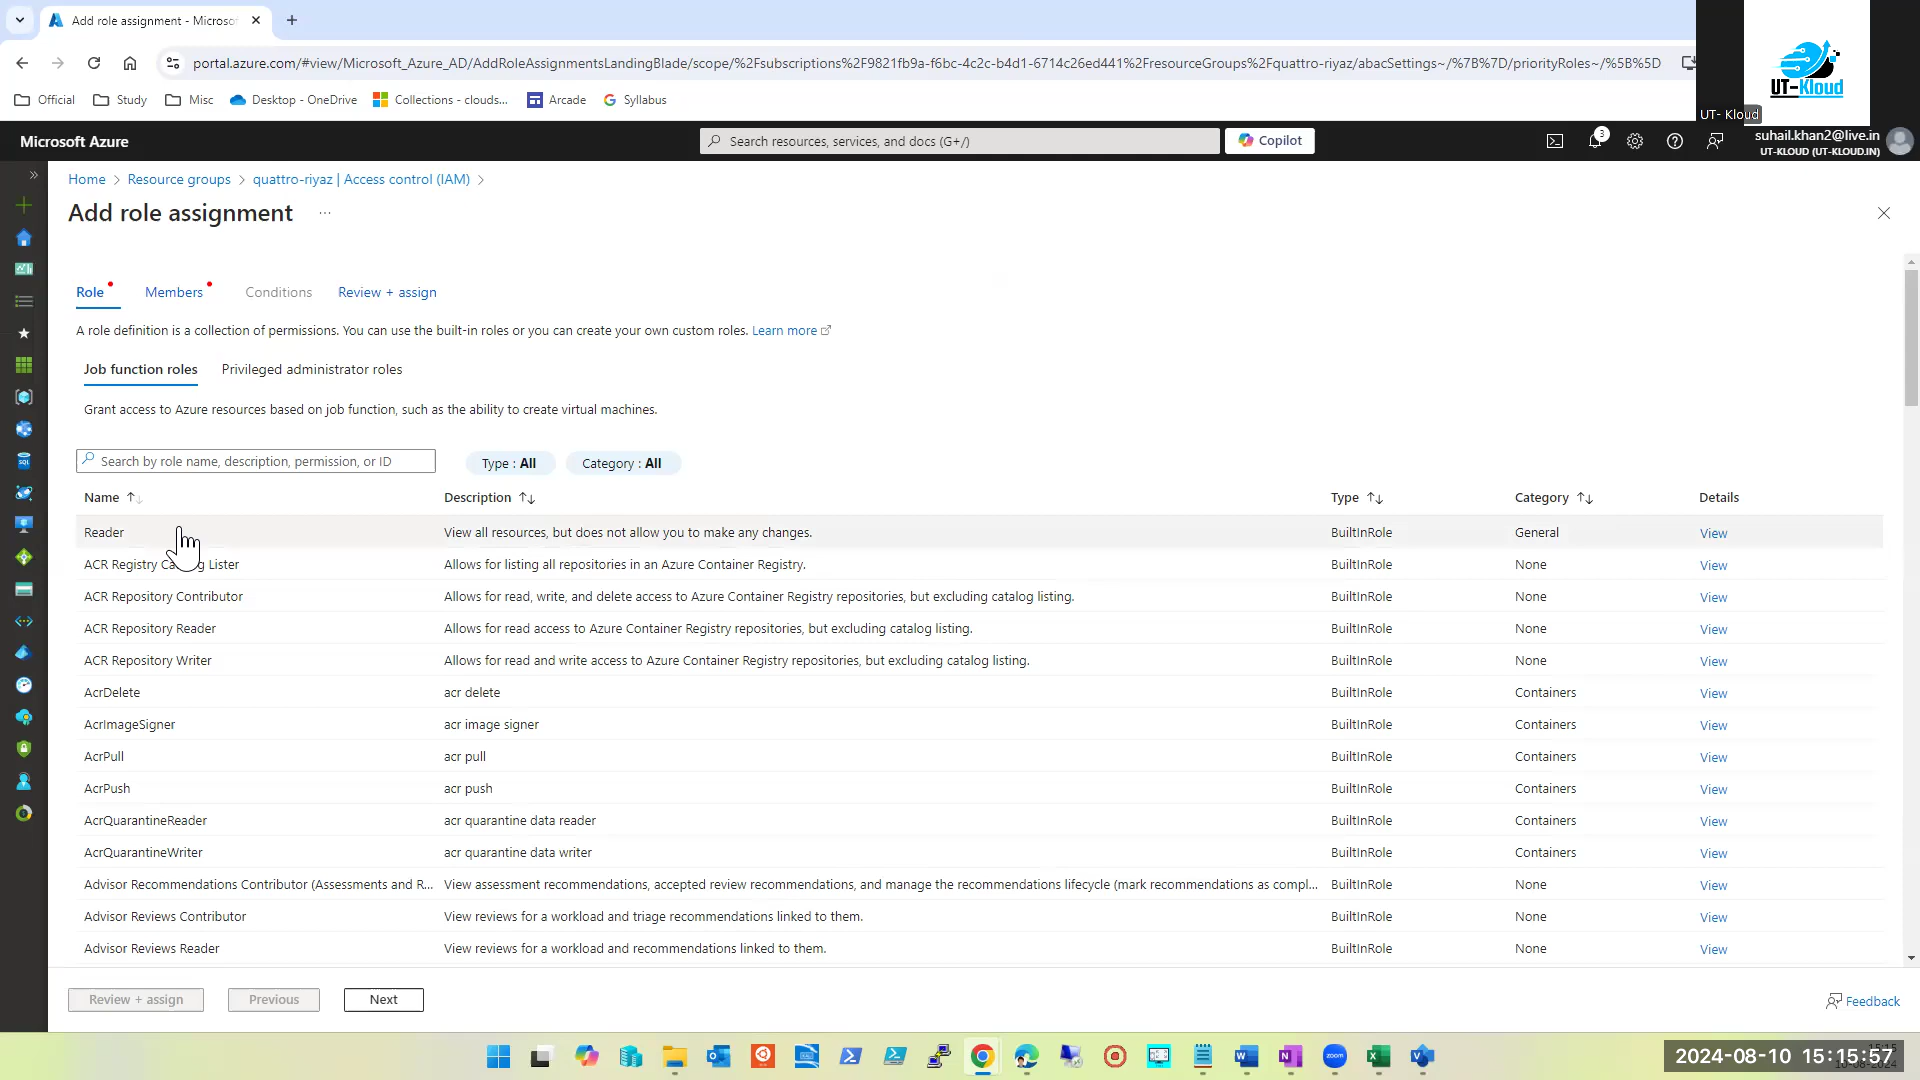 Add role assignment - Microso
portal.azure.com/#view/Microsoft_Azure_AD/AddRoleAssignmentsLandingBlade/scope/%2Fsubscriptions%2F9821fb9a-f6bc-4c2c-b4d1-6714c26ed441%2FresourceGroups%2Fquattro-riyaz/abacSettings~/%7B%7D/priorityRoles~/%5B%5D
Official Study Misc Desktop - OneDrive Collections - clouds... Arcade Syllabus
UT-Kloud
UT- Kloud
Microsoft Azure
Search resources, services, and docs (G+/)
Copilot
3
suhail.khan2@live.in
UT-KLOUD (UT-KLOUD.IN)
Home > Resource groups > quattro-riyaz | Access control (IAM) >
Add role assignment ...
Role Members Conditions Review + assign
A role definition is a collection of permissions. You can use the built-in roles or you can create your own custom roles. Learn more
Job function roles Privileged administrator roles
Grant access to Azure resources based on job function, such as the ability to create virtual machines.
Search by role name, description, permission, or ID Type : All Category : All
Name Description Type Category Details
Reader View all resources, but does not allow you to make any changes. BuiltInRole General View
ACR Registry Lister Allows for listing all repositories in an Azure Container Registry. BuiltInRole None View
ACR Repository Contributor Allows for read, write, and delete access to Azure Container Registry repositories, but excluding catalog listing. BuiltInRole None View
ACR Repository Reader Allows for read access to Azure Container Registry repositories, but excluding catalog listing. BuiltInRole None View
ACR Repository Writer Allows for read and write access to Azure Container Registry repositories, but excluding catalog listing. BuiltInRole None View
AcrDelete acr delete BuiltInRole Containers View
AcrImageSigner acr image signer BuiltInRole Containers View
AcrPull acr pull BuiltInRole Containers View
AcrPush acr push BuiltInRole Containers View
AcrQuarantineReader acr quarantine data reader BuiltInRole Containers View
AcrQuarantineWriter acr quarantine data writer BuiltInRole Containers View
Advisor Recommendations Contributor (Assessments and R... View assessment recommendations, accepted review recommendations, and manage the recommendations lifecycle (mark recommendations as compl... BuiltInRole None View
Advisor Reviews Contributor View reviews for a workload and triage recommendations linked to them. BuiltInRole None View
Advisor Reviews Reader View reviews for a workload and recommendations linked to them. BuiltInRole None View
Review + assign Previous Next Feedback
2024-08-10 15:15:57